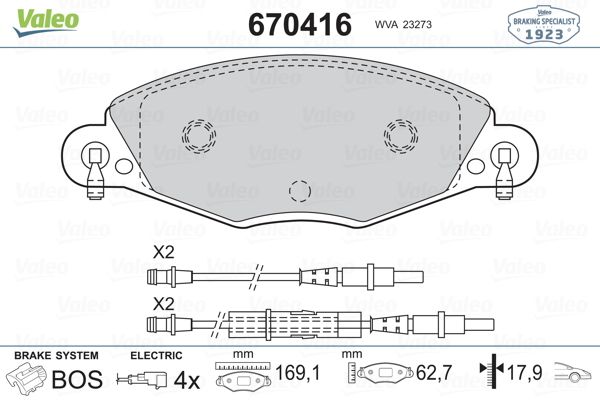 Valeo 670416 WVA 23273 Valeo BRAKING SPECIALIST SINCE 1923
X2
X2
BRAKE SYSTEM ELECTRIC mm mm
BOS 4x 169,1 62,7 17,9